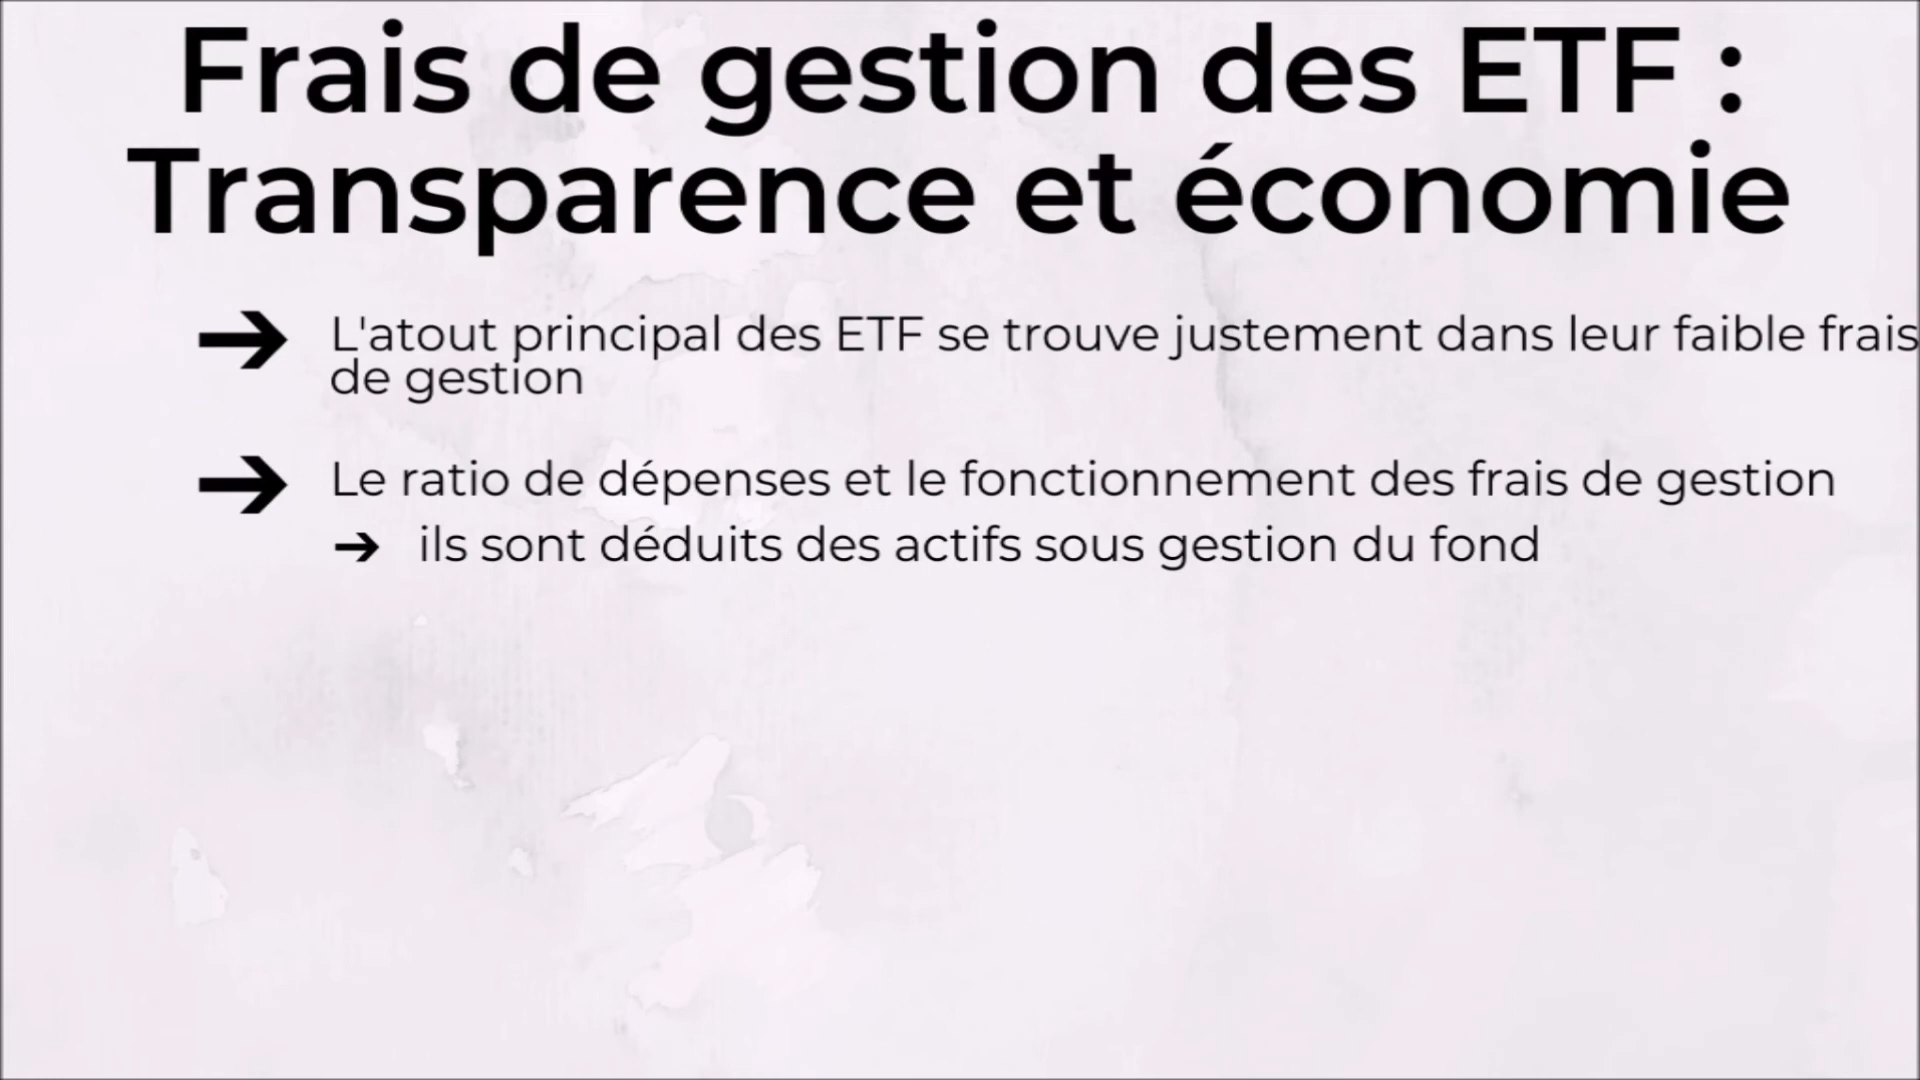 Frais de gestion des ETF :
Transparence et économie
➔ L'atout principal des ETF se trouve justement dans leur faible frais
de gestion
➔ Le ratio de dépenses et le fonctionnement des frais de gestion
➔ ils sont déduits des actifs sous gestion du fond